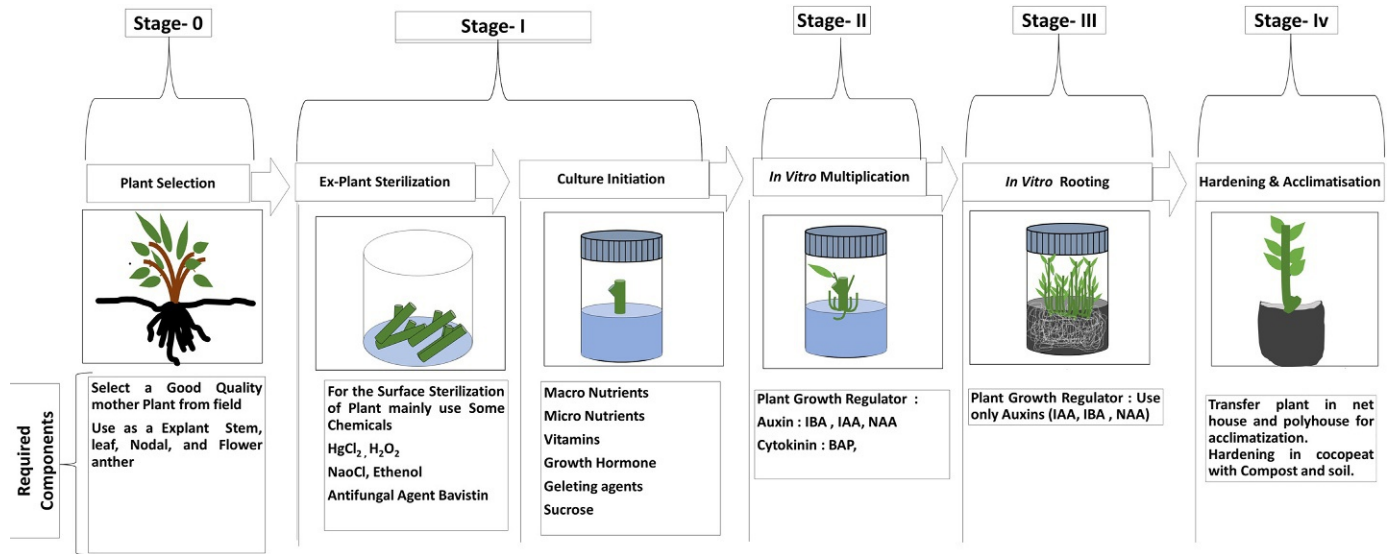 Stage- 0
Stage- I
Stage- II
Stage- III
Stage- Iv
Plant Selection
Ex-Plant Sterilization
Culture Initiation
In Vitro Multiplication
In Vitro Rooting
Hardening & Acclimatisation
Required
Components
Select a Good Quality
mother Plant from field
Use as a Explant Stem,
leaf, Nodal, and Flower
anther
For the Surface Sterilization
of Plant mainly use Some
Chemicals
HgCl₂, H₂O₂
NaoCl, Ethenol
Antifungal Agent Bavistin
Macro Nutrients
Micro Nutrients
Vitamins
Growth Hormone
Geleting agents
Sucrose
Plant Growth Regulator :
Auxin : IBA , IAA, NAA
Cytokinin : BAP,
Plant Growth Regulator : Use
only Auxins (IAA, IBA , NAA)
Transfer plant in net
house and polyhouse for
acclimatization.
Hardening in cocopeat
with Compost and soil.